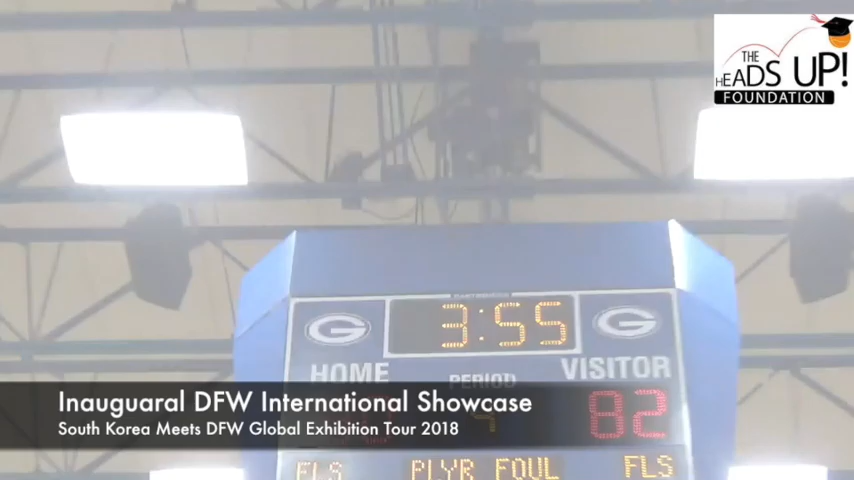 THE
HEADS UP!
FOUNDATION
3:55
G
G
HOME
PERIOD
VISITOR
Inauguaral DFW International Showcase
82
South Korea Meets DFW Global Exhibition Tour 2018
FLS
PLYR FOUL
FLS